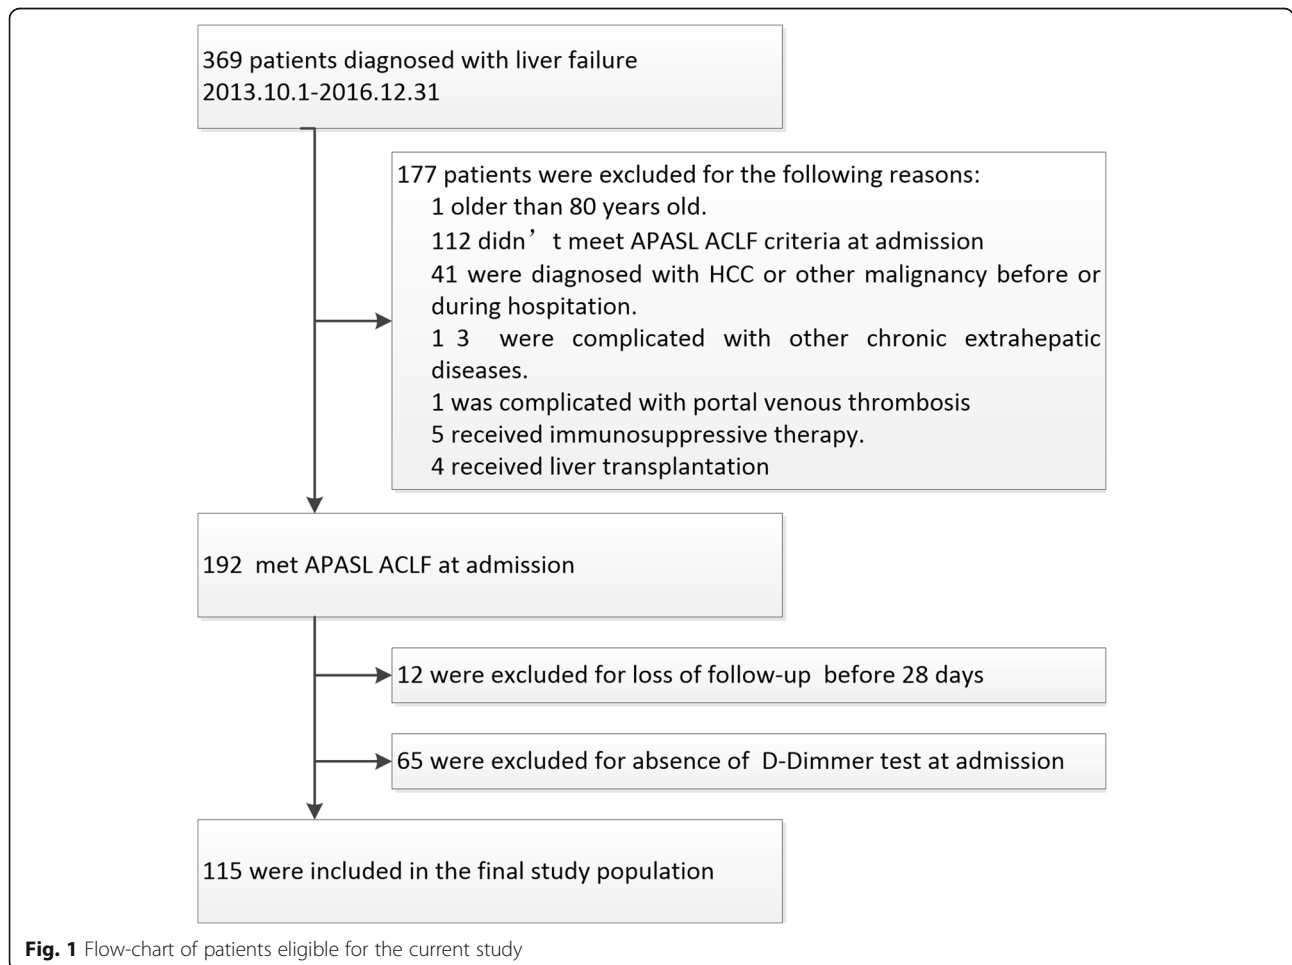 369 patients diagnosed with liver failure
2013.10.1-2016.12.31
177 patients were excluded for the following reasons:
1 older than 80 years old.
112 didn’ t meet APASL ACLF criteria at admission
41 were diagnosed with HCC or other malignancy before or
during hospitation.
1 3 were complicated with other chronic extrahepatic
diseases.
1 was complicated with portal venous thrombosis
5 received immunosuppressive therapy.
4 received liver transplantation
192 met APASL ACLF at admission
12 were excluded for loss of follow-up before 28 days
65 were excluded for absence of D-Dimmer test at admission
115 were included in the final study population
Fig. 1 Flow-chart of patients eligible for the current study